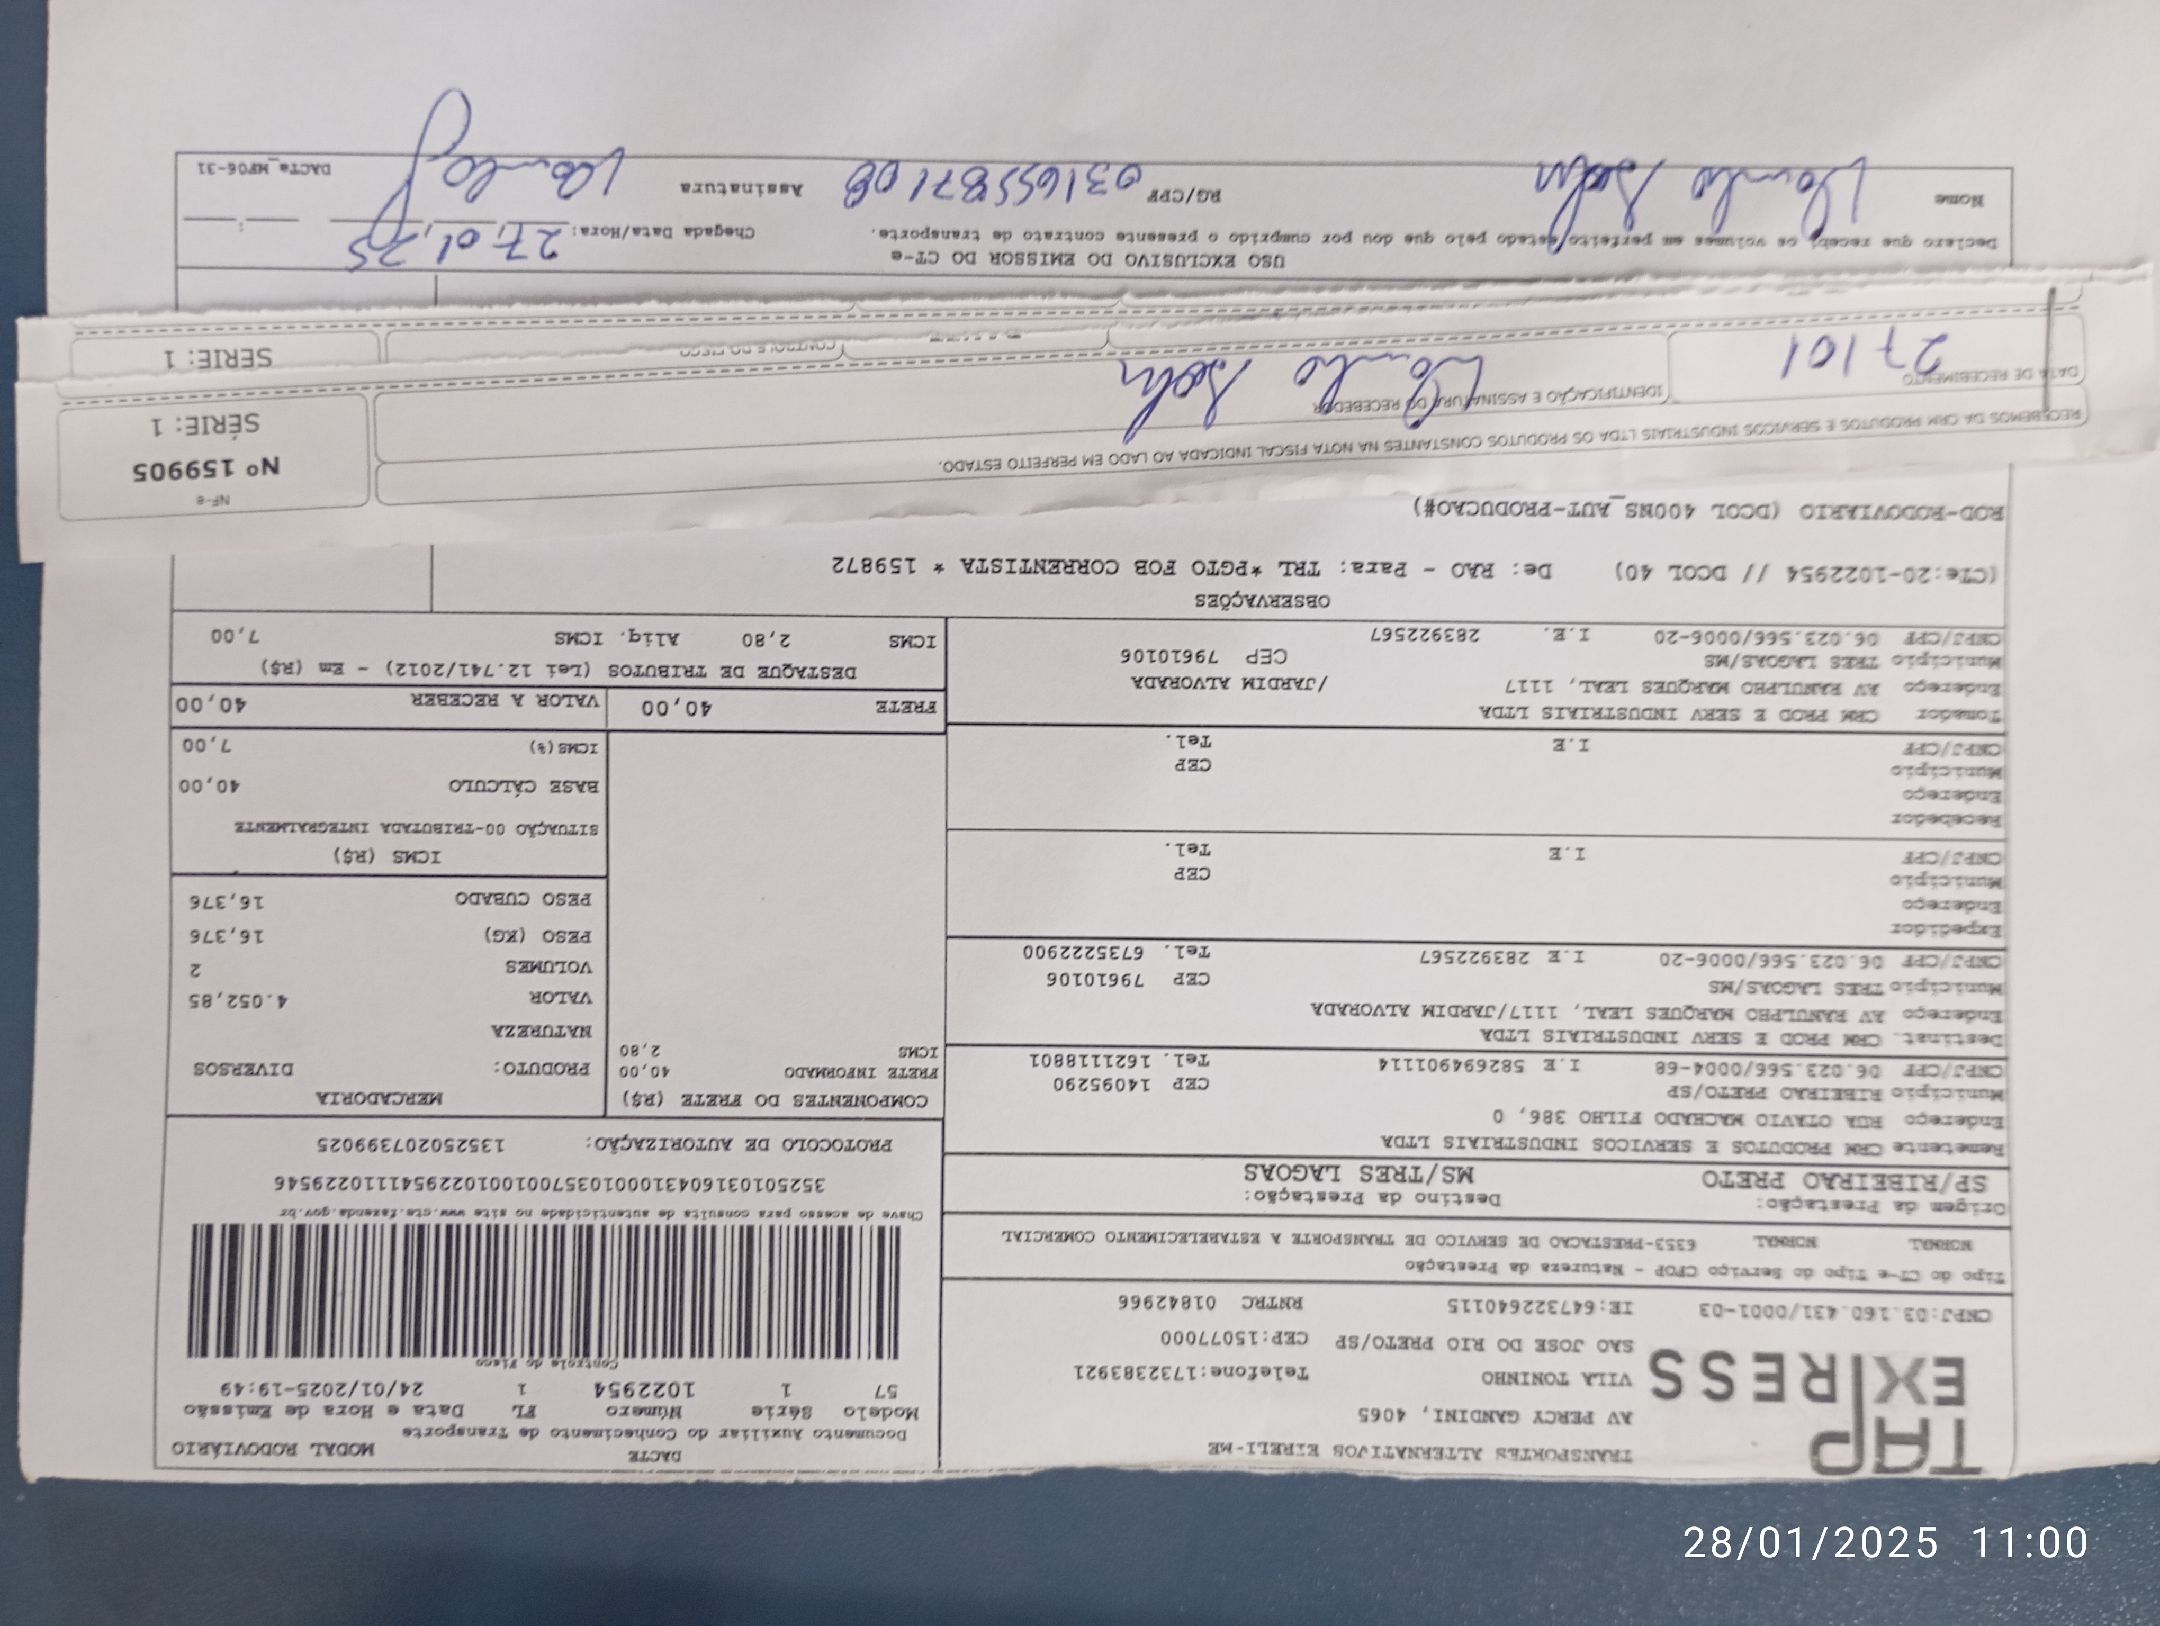 TAP
EXPRESS
TRANSPORTES ALTERNATIVOS EIRELI-ME
AV PERCY GANDINI, 4065
VILA TONINHO Telefone:1732383921
SAO JOSE DO RIO PRETO/SP CEP:15077000
CNPJ:03.160.431/0001-03 IE:647322640115 RNTRC 01842966
DACTE MODAL RODOVIÁRIO
Documento Auxiliar do Conhecimento de Transporte
Modelo Série Número FL Data e Hora de Emissão
57 1 1022954 1 24/01/2025-19:49
Controle do Fisco
Chave de acesso para consulta de autenticidade no site www.cte.fazenda.gov.br
35250103160431000103570010010229541110229546
PROTOCOLO DE AUTORIZAÇÃO: 135250207399025
Tipo do CT-e Tipo do Serviço CFOP - Natureza da Prestação
NORMAL NORMAL 6353-PRESTACAO DE SERVICO DE TRANSPORTE A ESTABELECIMENTO COMERCIAL
Origem da Prestação: Destino da Prestação:
SP/RIBEIRAO PRETO MS/TRES LAGOAS
Remetente CRM PRODUTOS E SERVICOS INDUSTRIAIS LTDA
Endereço RUA OTAVIO MACHADO FILHO 386, 0
Município RIBEIRAO PRETO/SP CEP 14095290
CNPJ/CPF 06.023.566/0004-68 I.E 582694901114 Tel. 1621118801
Destinat. CRM PROD E SERV INDUSTRIAIS LTDA
Endereço AV RANULPHO MARQUES LEAL, 1117/JARDIM ALVORADA
Município TRES LAGOAS/MS CEP 79610106
CNPJ/CPF 06.023.566/0006-20 I.E 283922567 Tel. 6735222900
Expedidor
Endereço
Município CEP
CNPJ/CPF I.E Tel.
Recebedor
Endereço
Município CEP
CNPJ/CPF I.E Tel.
Tomador CRM PROD E SERV INDUSTRIAIS LTDA
Endereço AV RANULPHO MARQUES LEAL, 1117 /JARDIM ALVORADA
Município TRES LAGOAS/MS CEP 79610106
CNPJ/CPF 06.023.566/0006-20 I.E. 283922567
COMPONENTES DO FRETE (R$)
FRETE INFORMADO 40,00
ICMS 2,80
MERCADORIA
PRODUTO: DIVERSOS
NATUREZA
VALOR 4.052,85
VOLUMES 2
PESO (KG) 16,376
PESO CUBADO 16,376
ICMS (R$)
SITUAÇÃO 00-TRIBUTADA INTEGRALMENTE
BASE CÁLCULO 40,00
ICMS(%) 7,00
FRETE 40,00 VALOR A RECEBER 40,00
DESTAQUE DE TRIBUTOS (Lei 12.741/2012) - Em (R$)
ICMS 2,80 Aliq. ICMS 7,00
OBSERVAÇÕES
(CTe:20-1022954 // DCOL 40) De: RAO - Para: TRL *PGTO FOB CORRENTISTA * 159872
ROD-RODOVIARIO (DCOL 400NS_AUT-PRODUCAO#)
RECEBEMOS DA CRM PRODUTOS E SERVICOS INDUSTRIAIS LTDA OS PRODUTOS CONSTANTES NA NOTA FISCAL INDICADA AO LADO EM PERFEITO ESTADO.
NF-e
Nº 159905
SÉRIE: 1
DATA DE RECEBIMENTO
27/01
IDENTIFICAÇÃO E ASSINATURA DO RECEBEDOR
CONTROLE DO FISCO
SERIE: 1
USO EXCLUSIVO DO EMISSOR DO CT-e
Declaro que recebi os volumes em perfeito estado pelo que dou por cumprido o presente contrato de transporte.
Chegada Data/Hora: 27,01,25 :
Nome
RG/CPF 03165587108
Assinatura
DACTe_MF06-31
28/01/2025 11:00